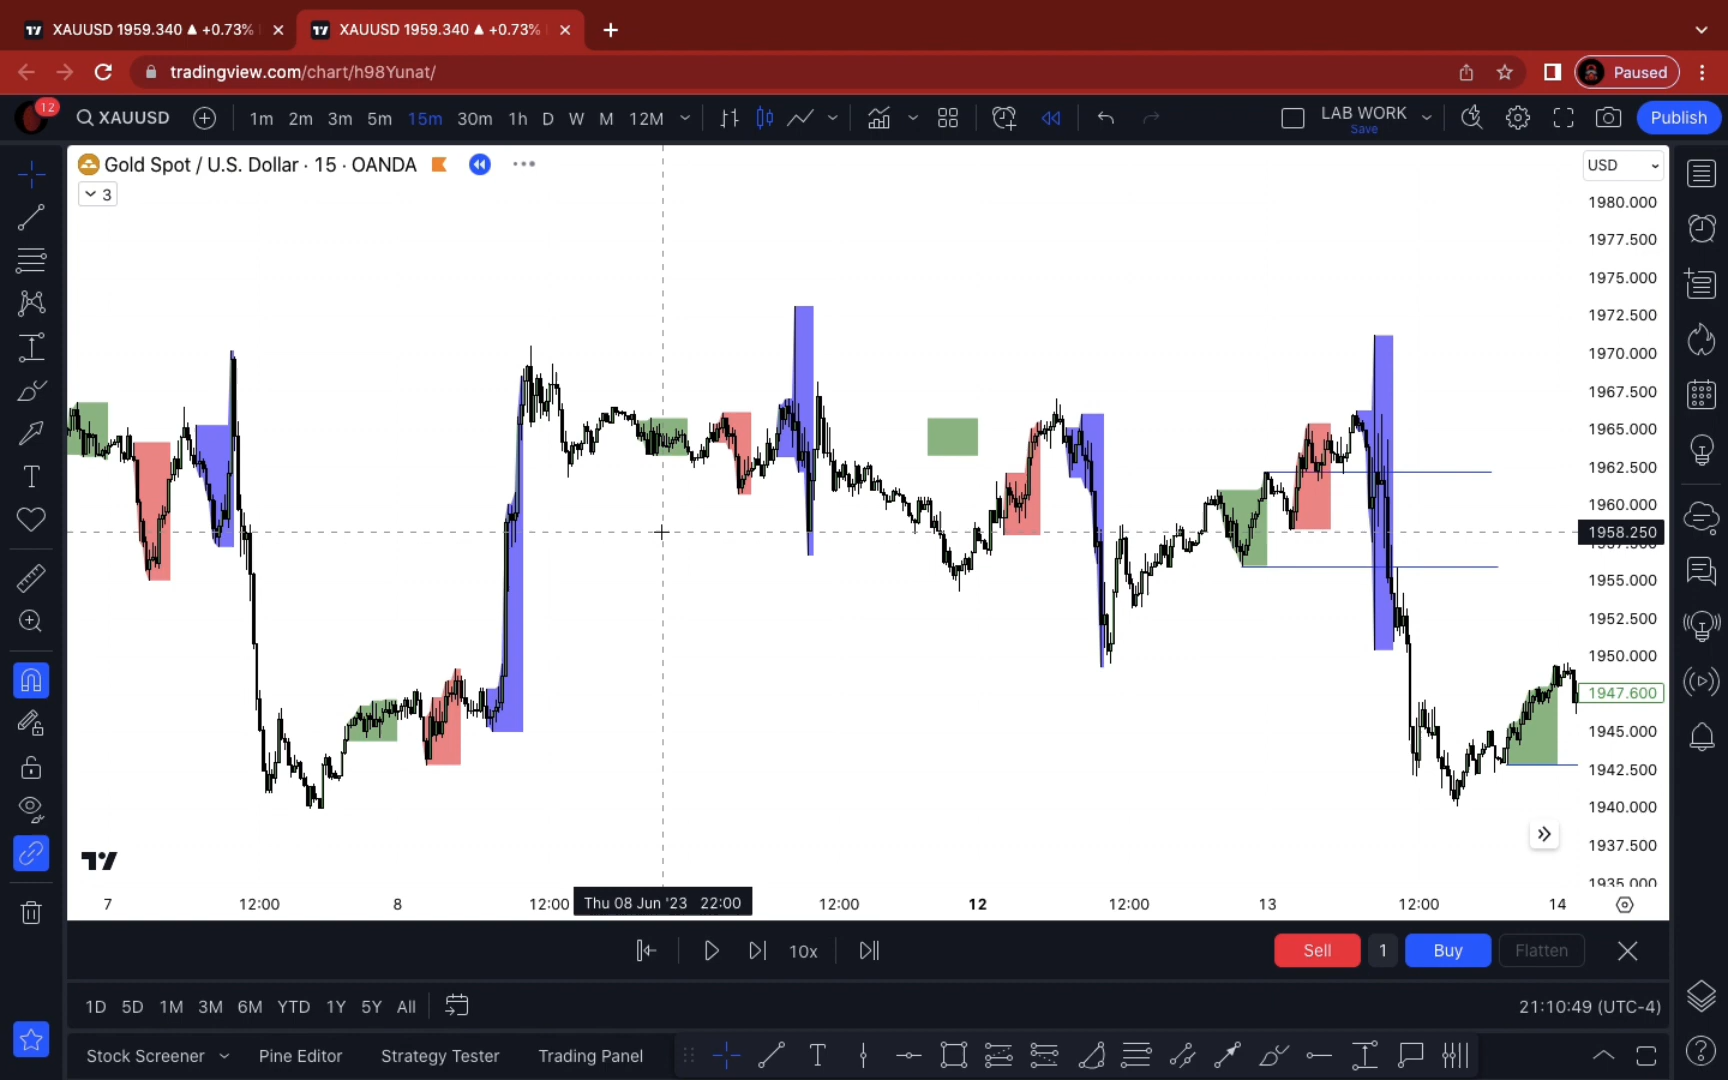 XAUUSD 1959.340 ▲ +0.73%
XAUUSD 1959.340 ▲ +0.73%
tradingview.com/chart/h98Yunat/
Paused
12
XAUUSD
1m 2m 3m 5m 15m 30m 1h D W M 12M
LAB WORK
Save
Publish
Gold Spot / U.S. Dollar · 15 · OANDA
3
USD
1980.000
1977.500
1975.000
1972.500
1970.000
1967.500
1965.000
1962.500
1960.000
1958.250
1957.500
1955.000
1952.500
1950.000
1947.600
1945.000
1942.500
1940.000
1937.500
1935.000
7 12:00 8 12:00 Thu 08 Jun '23 22:00 12:00 12 12:00 13 12:00 14
10x
Sell 1 Buy Flatten
1D 5D 1M 3M 6M YTD 1Y 5Y All
21:10:49 (UTC-4)
Stock Screener Pine Editor Strategy Tester Trading Panel